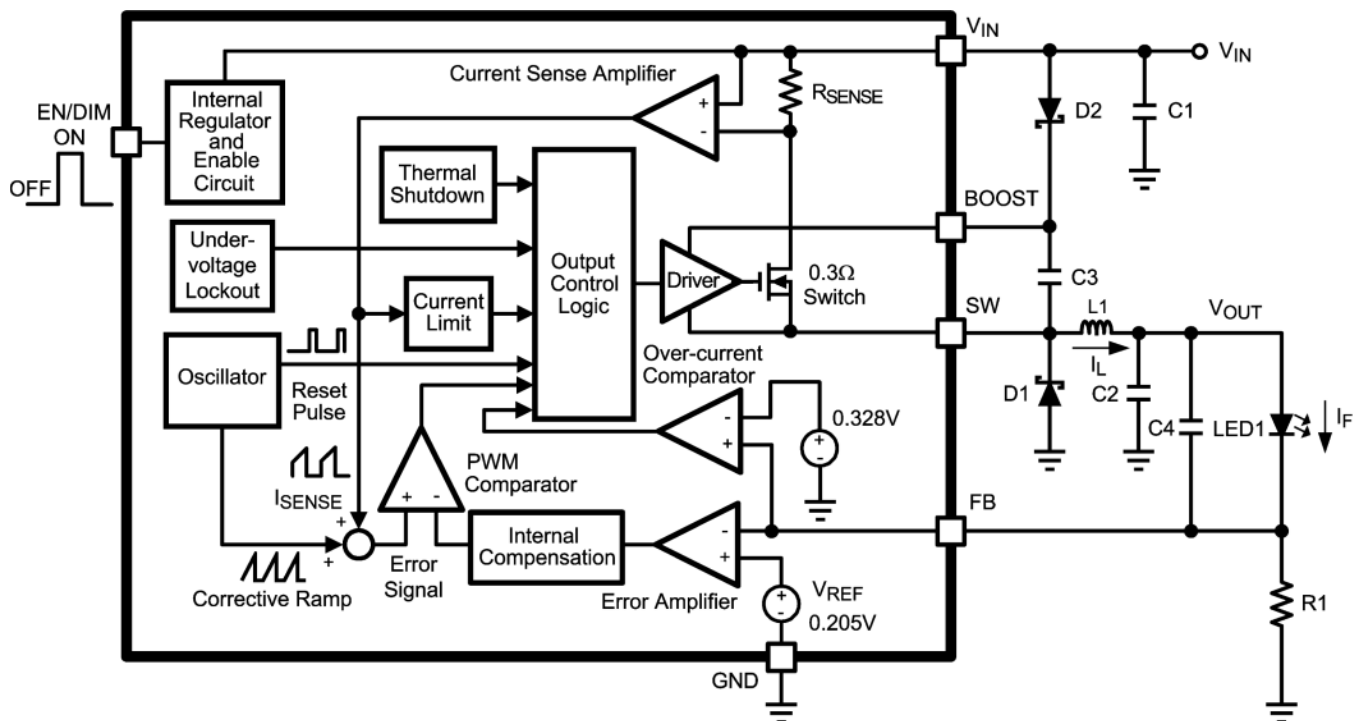 VIN
VIN
Current Sense Amplifier
+
-
RSENSE
D2
C1
EN/DIM
ON
OFF
Internal
Regulator
and
Enable
Circuit
Thermal
Shutdown
BOOST
Under-
voltage
Lockout
Output
Control
Logic
Driver
0.3Ω
Switch
C3
Current
Limit
SW
L1
VOUT
IL
Oscillator
Reset
Pulse
Over-current
Comparator
-
+
+
-
0.328V
D1
C2
C4
LED1
IF
ISENSE
PWM
Comparator
+
-
FB
+
+
Corrective Ramp
Error
Signal
Internal
Compensation
-
+
Error Amplifier
+
-
VREF
0.205V
R1
GND